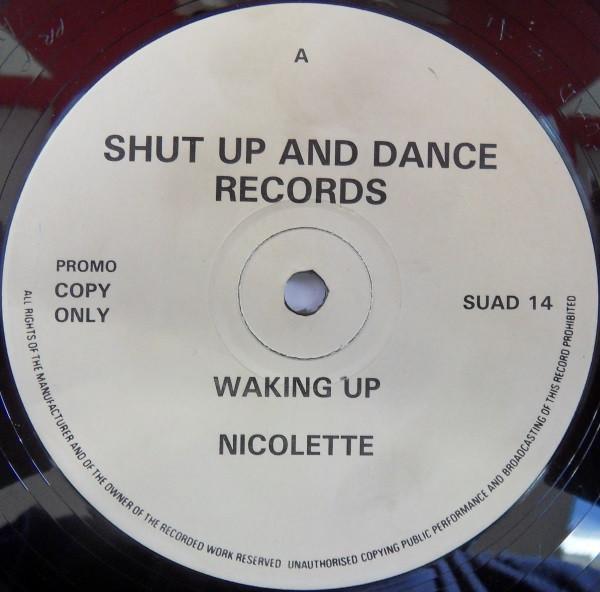 A
SHUT UP AND DANCE
RECORDS
PROMO
COPY
ONLY
SUAD 14
WAKING UP
NICOLETTE
ALL RIGHTS OF THE MANUFACTURER AND OF THE OWNER OF THE RECORDED WORK RESERVED UNAUTHORISED COPYING PUBLIC PERFORMANCE AND BROADCASTING OF THIS RECORD PROHIBITED